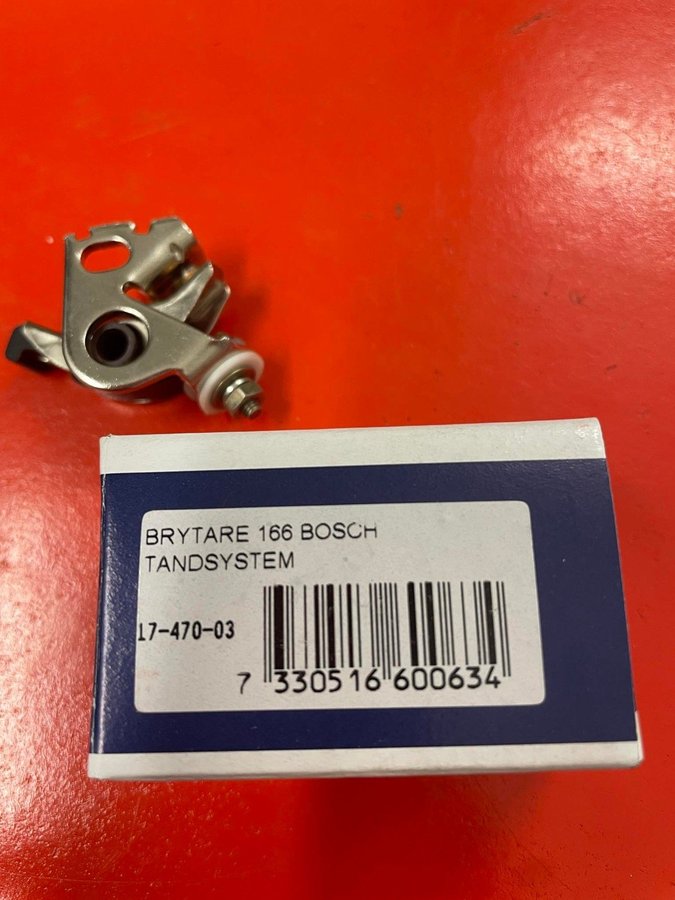 BRYTARE 166 BOSCH
TANDSYSTEM
17-470-03
7 330516 600634